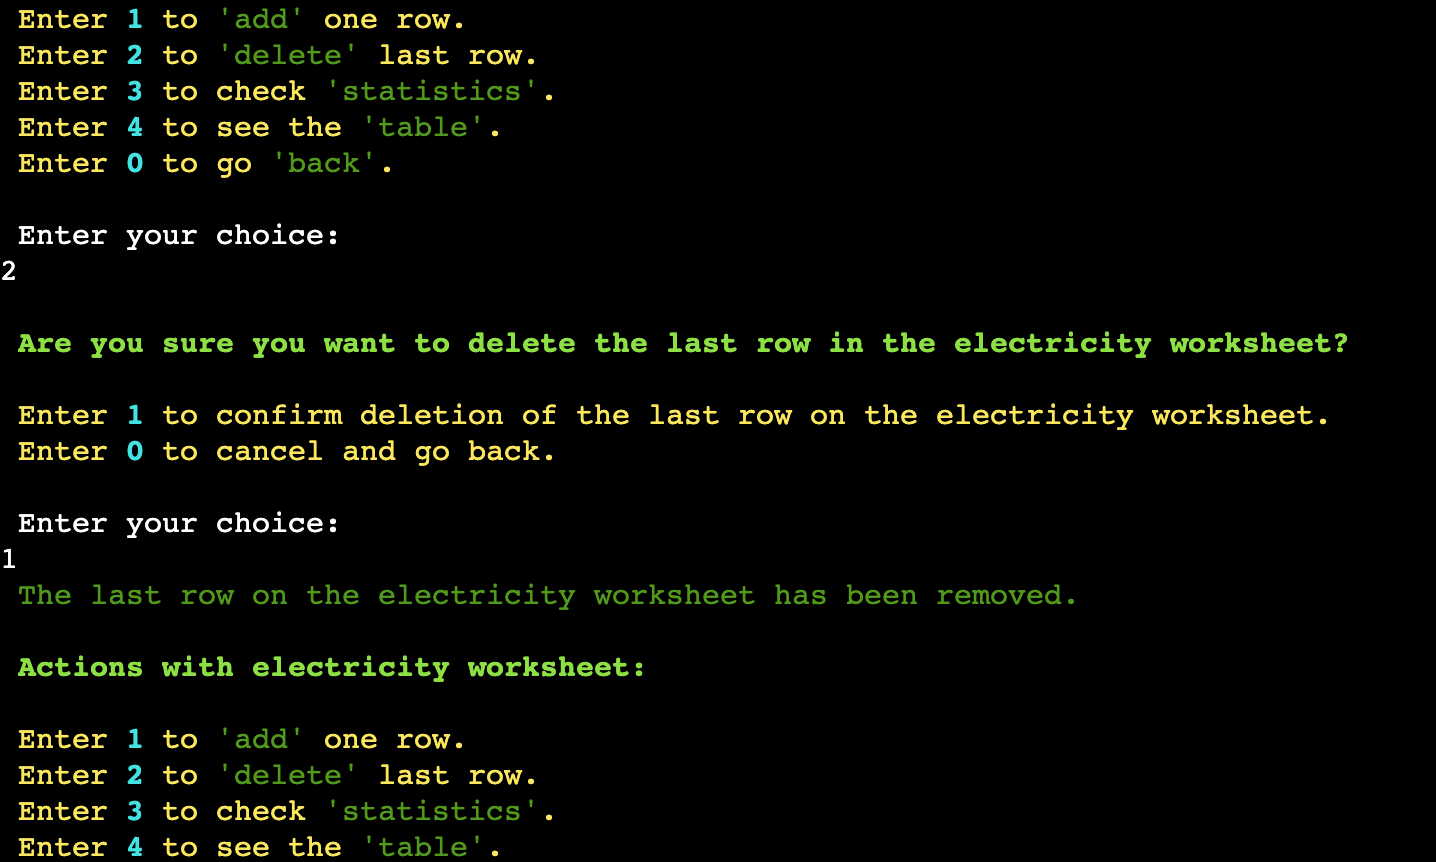 Enter 1 to 'add' one row.
Enter 2 to 'delete' last row.
Enter 3 to check 'statistics'.
Enter 4 to see the 'table'.
Enter 0 to go 'back'.
Enter your choice:
2
Are you sure you want to delete the last row in the electricity worksheet?
Enter 1 to confirm deletion of the last row on the electricity worksheet.
Enter 0 to cancel and go back.
Enter your choice:
1
The last row on the electricity worksheet has been removed.
Actions with electricity worksheet:
Enter 1 to 'add' one row.
Enter 2 to 'delete' last row.
Enter 3 to check 'statistics'.
Enter 4 to see the 'table'.